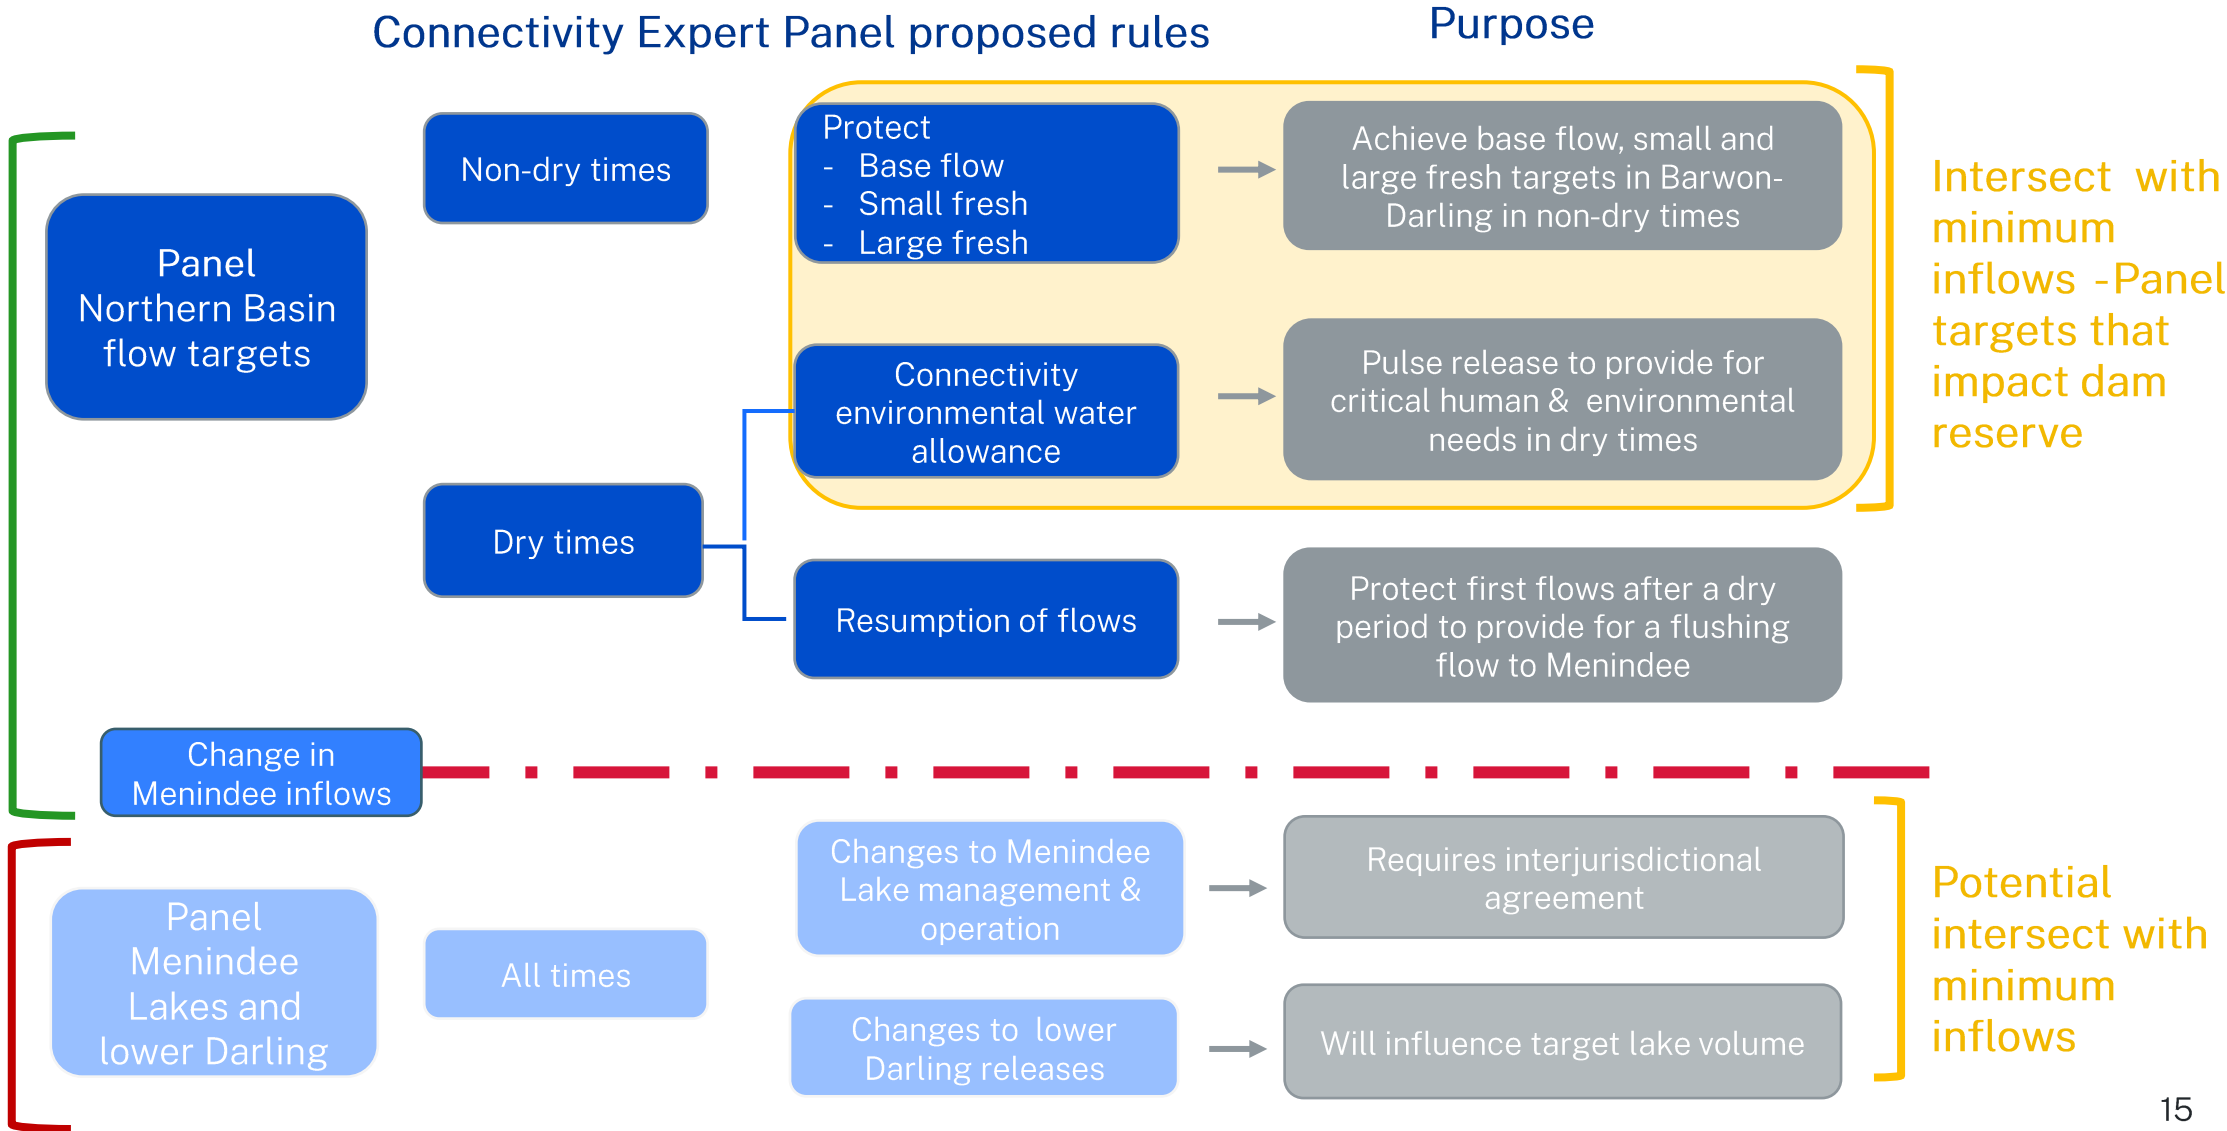 Connectivity Expert Panel proposed rules
Purpose
Panel
Northern Basin
flow targets
Non-dry times
Protect
- Base flow
- Small fresh
- Large fresh
Achieve base flow, small and
large fresh targets in Barwon-
Darling in non-dry times
Intersect with
minimum
inflows -Panel
targets that
impact dam
reserve
Dry times
Connectivity
environmental water
allowance
Pulse release to provide for
critical human & environmental
needs in dry times
Resumption of flows
Protect first flows after a dry
period to provide for a flushing
flow to Menindee
Change in
Menindee inflows
Panel
Menindee
Lakes and
lower Darling
All times
Changes to Menindee
Lake management &
operation
Requires interjurisdictional
agreement
Changes to lower
Darling releases
Will influence target lake volume
Potential
intersect with
minimum
inflows
15